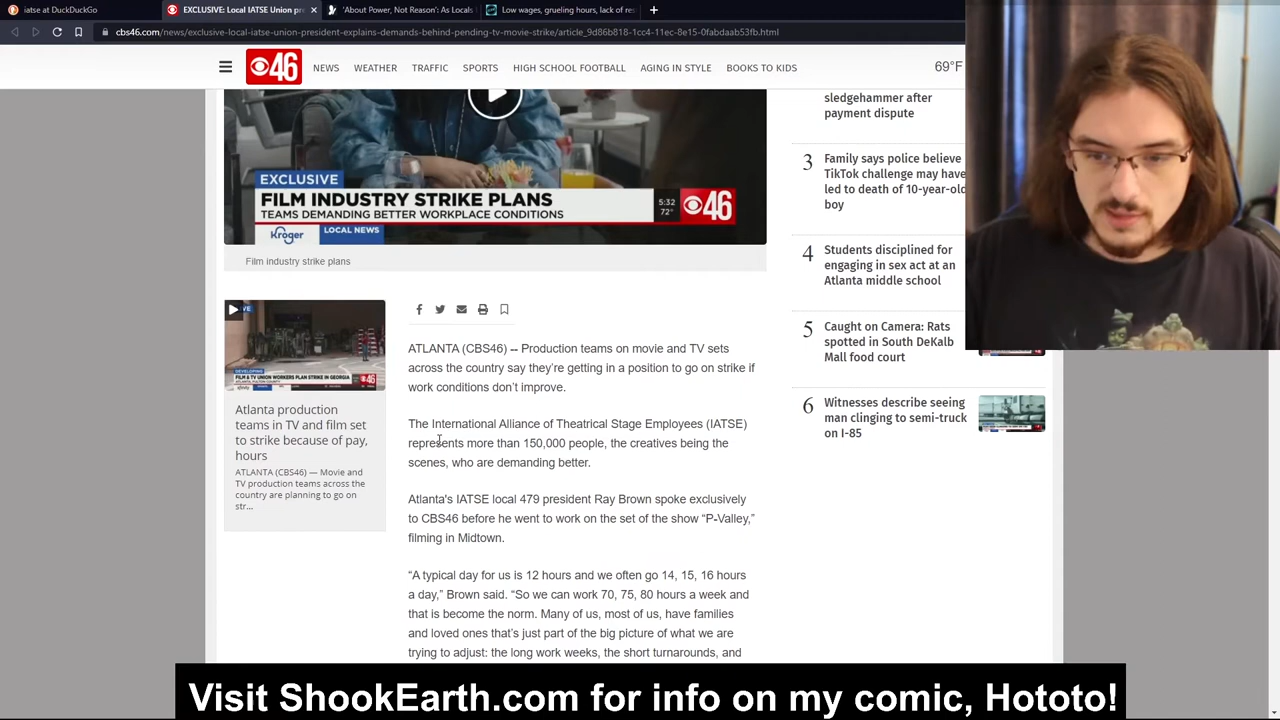 iatse at DuckDuckGo
EXCLUSIVE: Local IATSE Union pr
'About Power, Not Reason': As Locals
Low wages, grueling hours, lack of res
cbs46.com/news/exclusive-local-iatse-union-president-explains-demands-behind-pending-tv-movie-strike/article_9d86b818-1cc4-11ec-8e15-0fabdaab53fb.html
46
NEWS WEATHER TRAFFIC SPORTS HIGH SCHOOL FOOTBALL AGING IN STYLE BOOKS TO KIDS
69°F
EXCLUSIVE
FILM INDUSTRY STRIKE PLANS
TEAMS DEMANDING BETTER WORKPLACE CONDITIONS
5:32
72°
46
Kroger
LOCAL NEWS
Film industry strike plans
sledgehammer after
payment dispute
3
Family says police believe
TikTok challenge may have
led to death of 10-year-old
boy
4
Students disciplined for
engaging in sex act at an
Atlanta middle school
5
Caught on Camera: Rats
spotted in South DeKalb
Mall food court
6
Witnesses describe seeing
man clinging to semi-truck
on I-85
DEVELOPING
FILM & TV UNION WORKERS PLAN STRIKE IN GEORGIA
46
Atlanta production
teams in TV and film set
to strike because of pay,
hours
ATLANTA (CBS46) — Movie and
TV production teams across the
country are planning to go on
str...
ATLANTA (CBS46) -- Production teams on movie and TV sets
across the country say they're getting in a position to go on strike if
work conditions don't improve.
The International Alliance of Theatrical Stage Employees (IATSE)
represents more than 150,000 people, the creatives being the
scenes, who are demanding better.
Atlanta's IATSE local 479 president Ray Brown spoke exclusively
to CBS46 before he went to work on the set of the show “P-Valley,”
filming in Midtown.
“A typical day for us is 12 hours and we often go 14, 15, 16 hours
a day,” Brown said. “So we can work 70, 75, 80 hours a week and
that is become the norm. Many of us, most of us, have families
and loved ones that's just part of the big picture of what we are
trying to adjust: the long work weeks, the short turnarounds, and
Visit ShookEarth.com for info on my comic, Hototo!